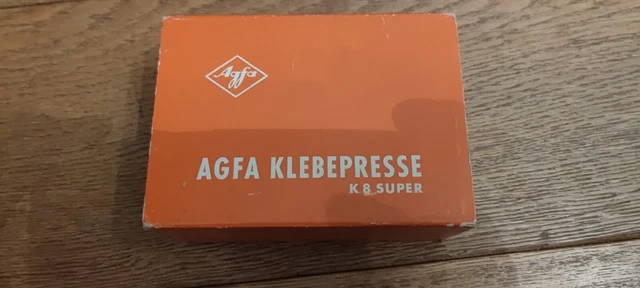 Agfa
AGFA KLEBEPRESSE
K 8 SUPER